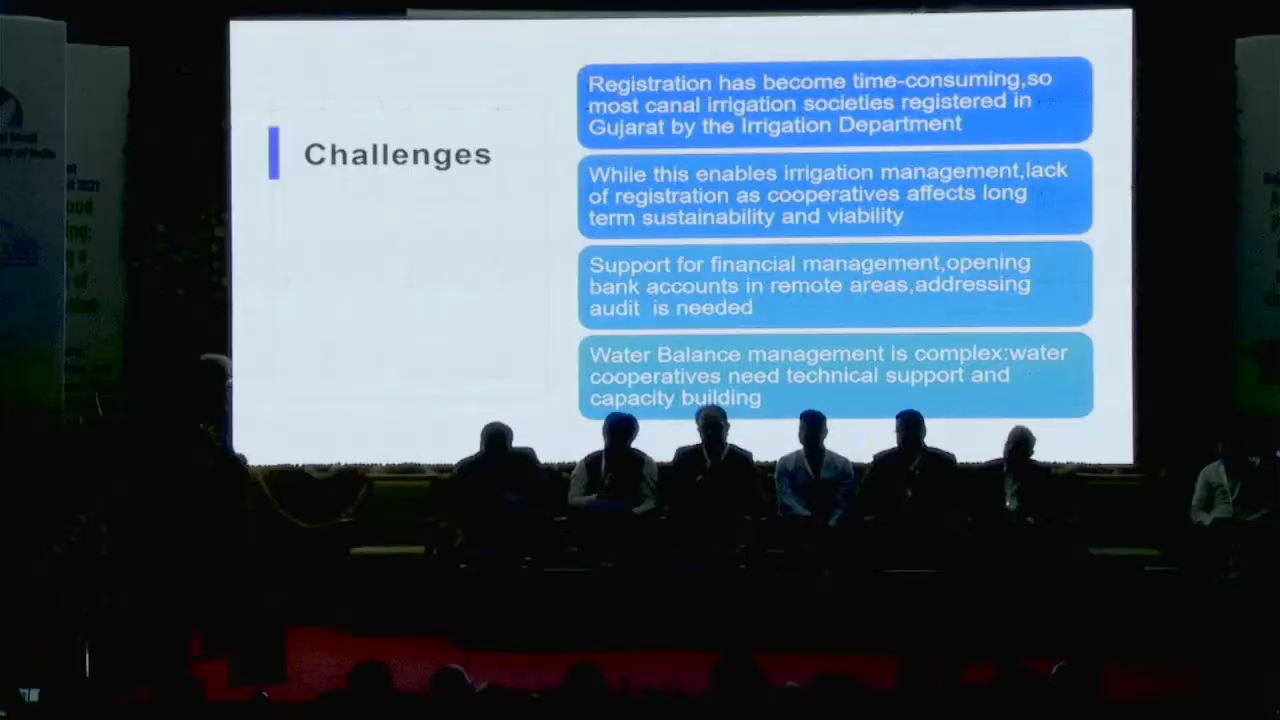 of India
2021
Challenges
Registration has become time-consuming,so
most canal irrigation societies registered in
Gujarat by the Irrigation Department
While this enables irrigation management,lack
of registration as cooperatives affects long
term sustainability and viability
Support for financial management,opening
bank accounts in remote areas,addressing
audit is needed
Water Balance management is complex:water
cooperatives need technical support and
capacity building